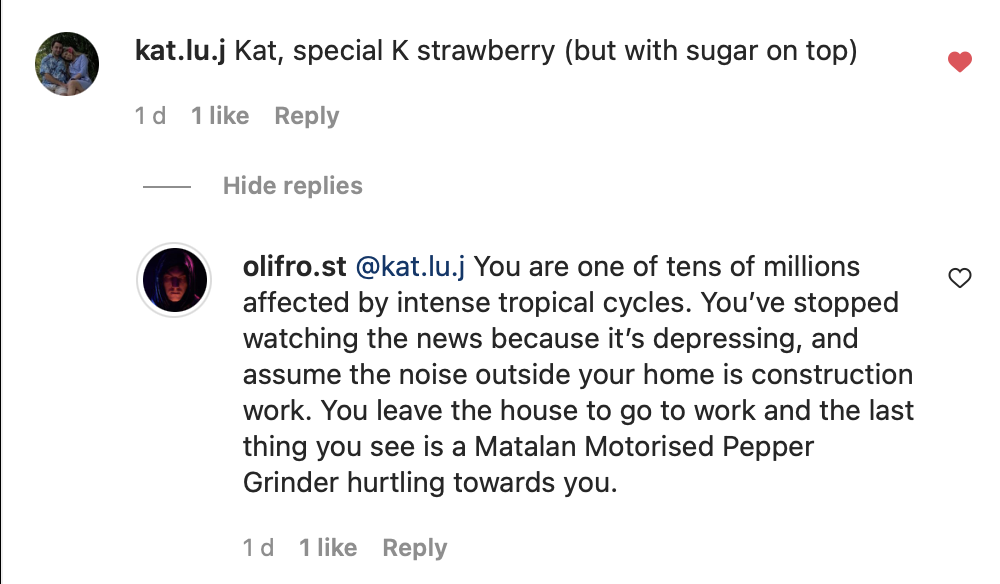 kat.lu.j Kat, special K strawberry (but with sugar on top)
1 d 1 like Reply
Hide replies
olifro.st @kat.lu.j You are one of tens of millions
affected by intense tropical cycles. You’ve stopped
watching the news because it’s depressing, and
assume the noise outside your home is construction
work. You leave the house to go to work and the last
thing you see is a Matalan Motorised Pepper
Grinder hurtling towards you.
1 d 1 like Reply